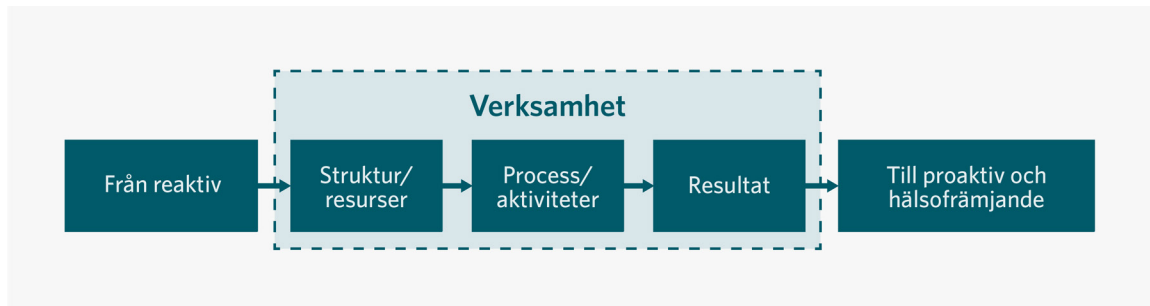 Verksamhet
Från reaktiv
Struktur/
resurser
Process/
aktiviteter
Resultat
Till proaktiv och
hälsofrämjande